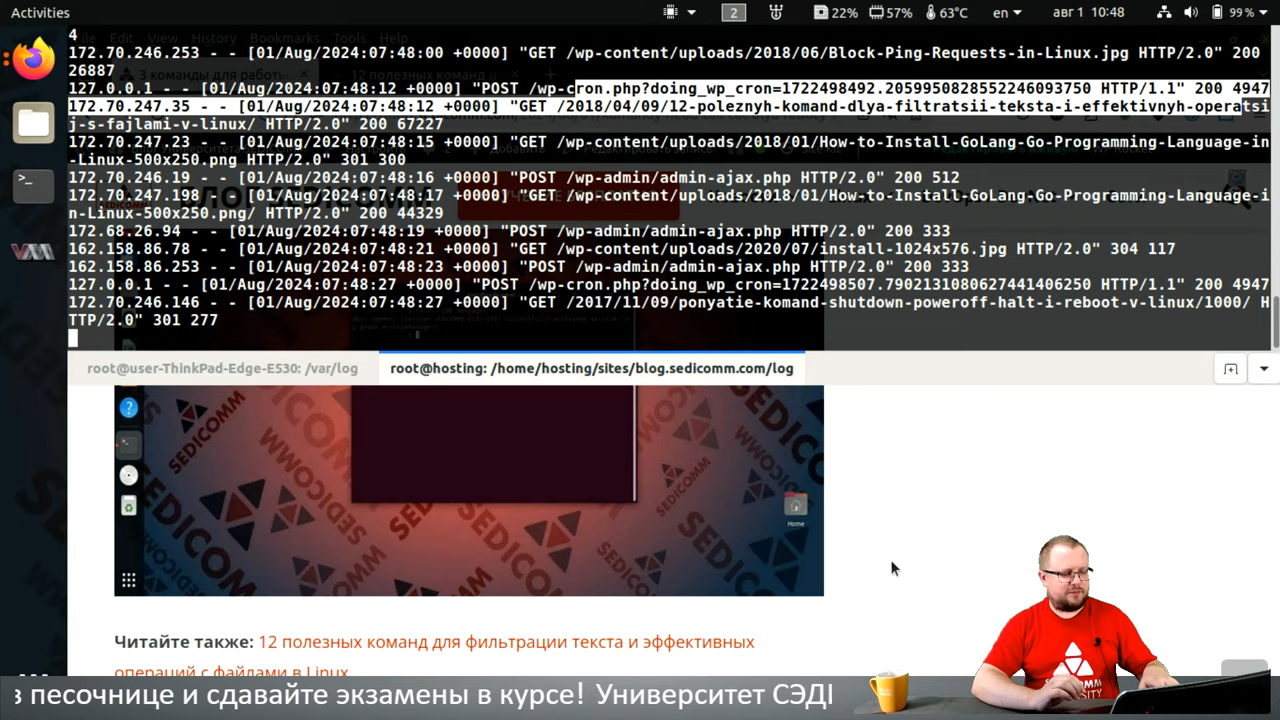 Activities
2
22%
57%
63°C
en
авг 1 10:48
99 %
4
172.70.246.253 - - [01/Aug/2024:07:48:00 +0000] "GET /wp-content/uploads/2018/06/Block-Ping-Requests-in-Linux.jpg HTTP/2.0" 200
26887
127.0.0.1 - - [01/Aug/2024:07:48:12 +0000] "POST /wp-cron.php?doing_wp_cron=1722498492.2059950828552246093750 HTTP/1.1" 200 4947
172.70.247.35 - - [01/Aug/2024:07:48:12 +0000] "GET /2018/04/09/12-poleznyh-komand-dlya-filtratsii-teksta-i-effektivnyh-operatsi
j-s-fajlami-v-linux/ HTTP/2.0" 200 67227
172.70.247.98 - - [01/Aug/2024:07:48:15 +0000] "GET /wp-content/uploads/2018/01/How-to-Install-GoLang-Go-Programming-Language-in
-Linux-500x250.png HTTP/2.0" 301 300
172.70.246.19 - - [01/Aug/2024:07:48:16 +0000] "POST /wp-admin/admin-ajax.php HTTP/2.0" 200 512
172.70.247.19 - - [01/Aug/2024:07:48:17 +0000] "GET /wp-content/uploads/2018/01/How-to-Install-GoLang-Go-Programming-Language-i
n-Linux-500x250.png/ HTTP/2.0" 200 44329
172.68.26.94 - - [01/Aug/2024:07:48:19 +0000] "POST /wp-admin/admin-ajax.php HTTP/2.0" 200 333
162.158.86.78 - - [01/Aug/2024:07:48:21 +0000] "GET /wp-content/uploads/2020/07/install-1024x576.jpg HTTP/2.0" 304 117
162.158.86.253 - - [01/Aug/2024:07:48:23 +0000] "POST /wp-admin/admin-ajax.php HTTP/2.0" 200 333
127.0.0.1 - - [01/Aug/2024:07:48:27 +0000] "POST /wp-cron.php?doing_wp_cron=1722498507.7902131080627441406250 HTTP/1.1" 200 4947
172.70.246.146 - - [01/Aug/2024:07:48:27 +0000] "GET /2017/11/09/ponyatie-komand-shutdown-poweroff-halt-i-reboot-v-linux/1000/ H
TTP/2.0" 301 277
root@user-ThinkPad-Edge-E530: /var/log
root@hosting: /home/hosting/sites/blog.sedicomm.com/log
SEDICOMM
Home
Читайте также: 12 полезных команд для фильтрации текста и эффективных
операций с файлами в Linux
в песочнице и сдавайте экзамены в курсе! Университет